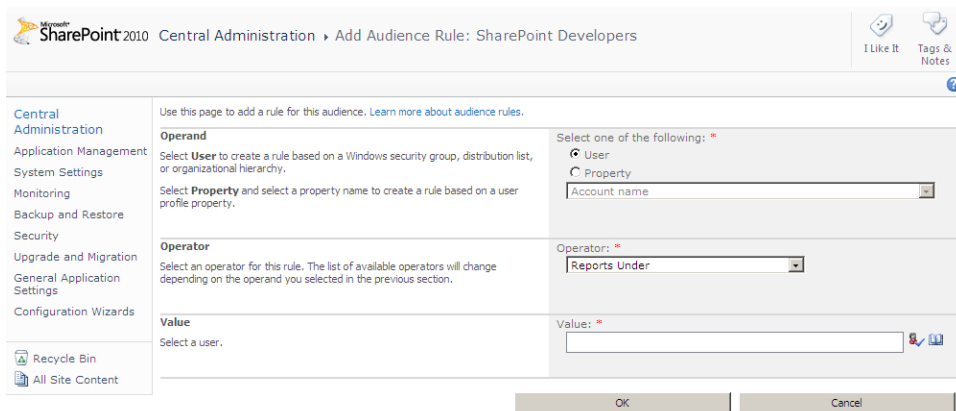 Microsoft
SharePoint 2010 Central Administration ▸ Add Audience Rule: SharePoint Developers
I Like It
Tags &
Notes
Central
Administration
Application Management
System Settings
Monitoring
Backup and Restore
Security
Upgrade and Migration
General Application
Settings
Configuration Wizards
Recycle Bin
All Site Content
Use this page to add a rule for this audience. Learn more about audience rules.
Operand
Select User to create a rule based on a Windows security group, distribution list,
or organizational hierarchy.
Select Property and select a property name to create a rule based on a user
profile property.
Select one of the following: *
User
Property
Account name
Operator
Select an operator for this rule. The list of available operators will change
depending on the operand you selected in the previous section.
Operator: *
Reports Under
Value
Select a user.
Value: *
OK
Cancel